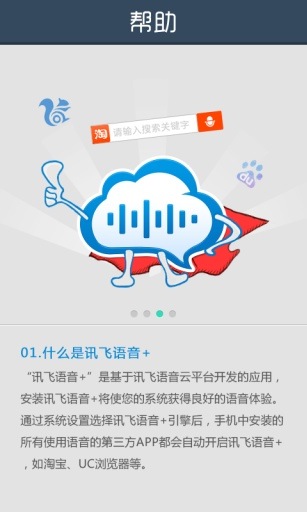 帮助
淘 请输入搜索关键字
du
01.什么是讯飞语音+
“讯飞语音+”是基于讯飞语音云平台开发的应用，
安装讯飞语音+将使您的系统获得良好的语音体验。
通过系统设置选择讯飞语音+引擎后，手机中安装的
所有使用语音的第三方APP都会自动开启讯飞语音+
，如淘宝、UC浏览器等。